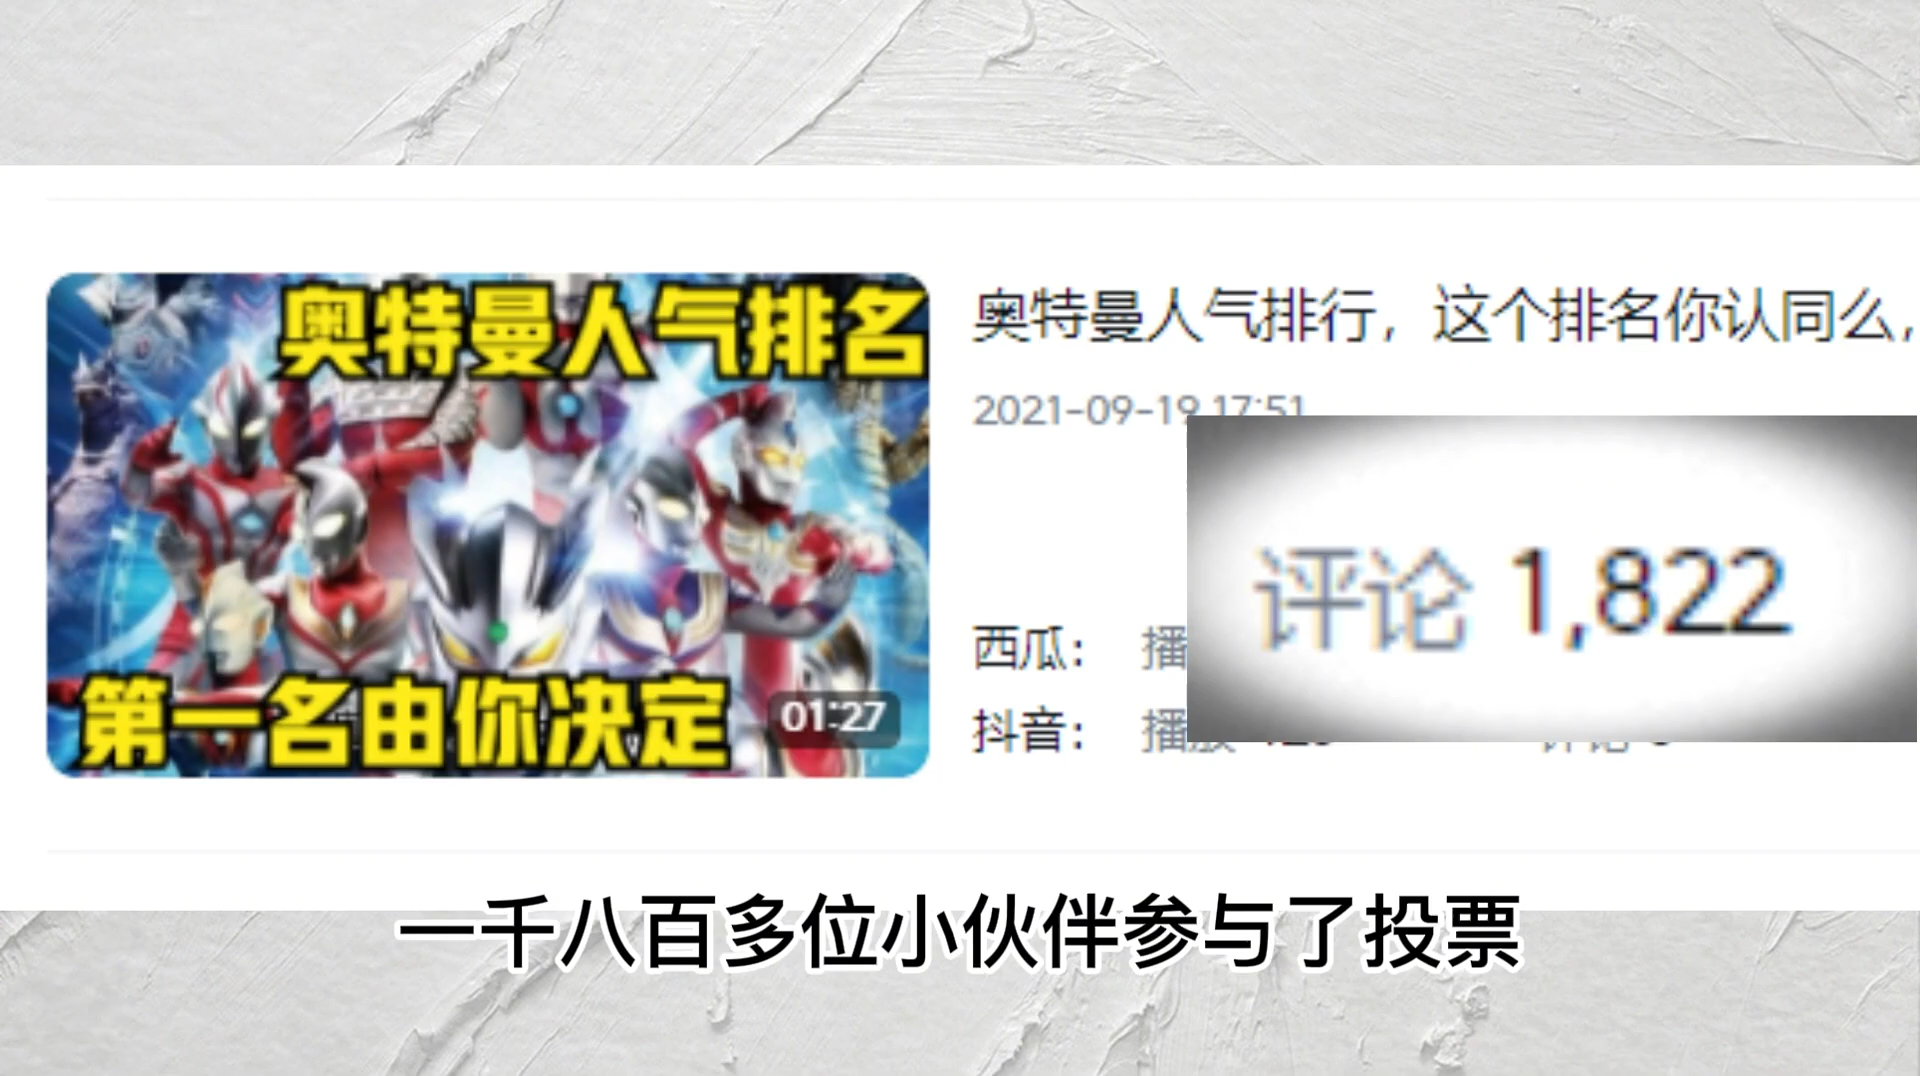 奥特曼人气排名
第一名由你决定
01:27
奥特曼人气排行，这个排名你认同么，
2021-09-19 17:51
评论 1,822
西瓜： 播
抖音： 播放
一千八百多位小伙伴参与了投票